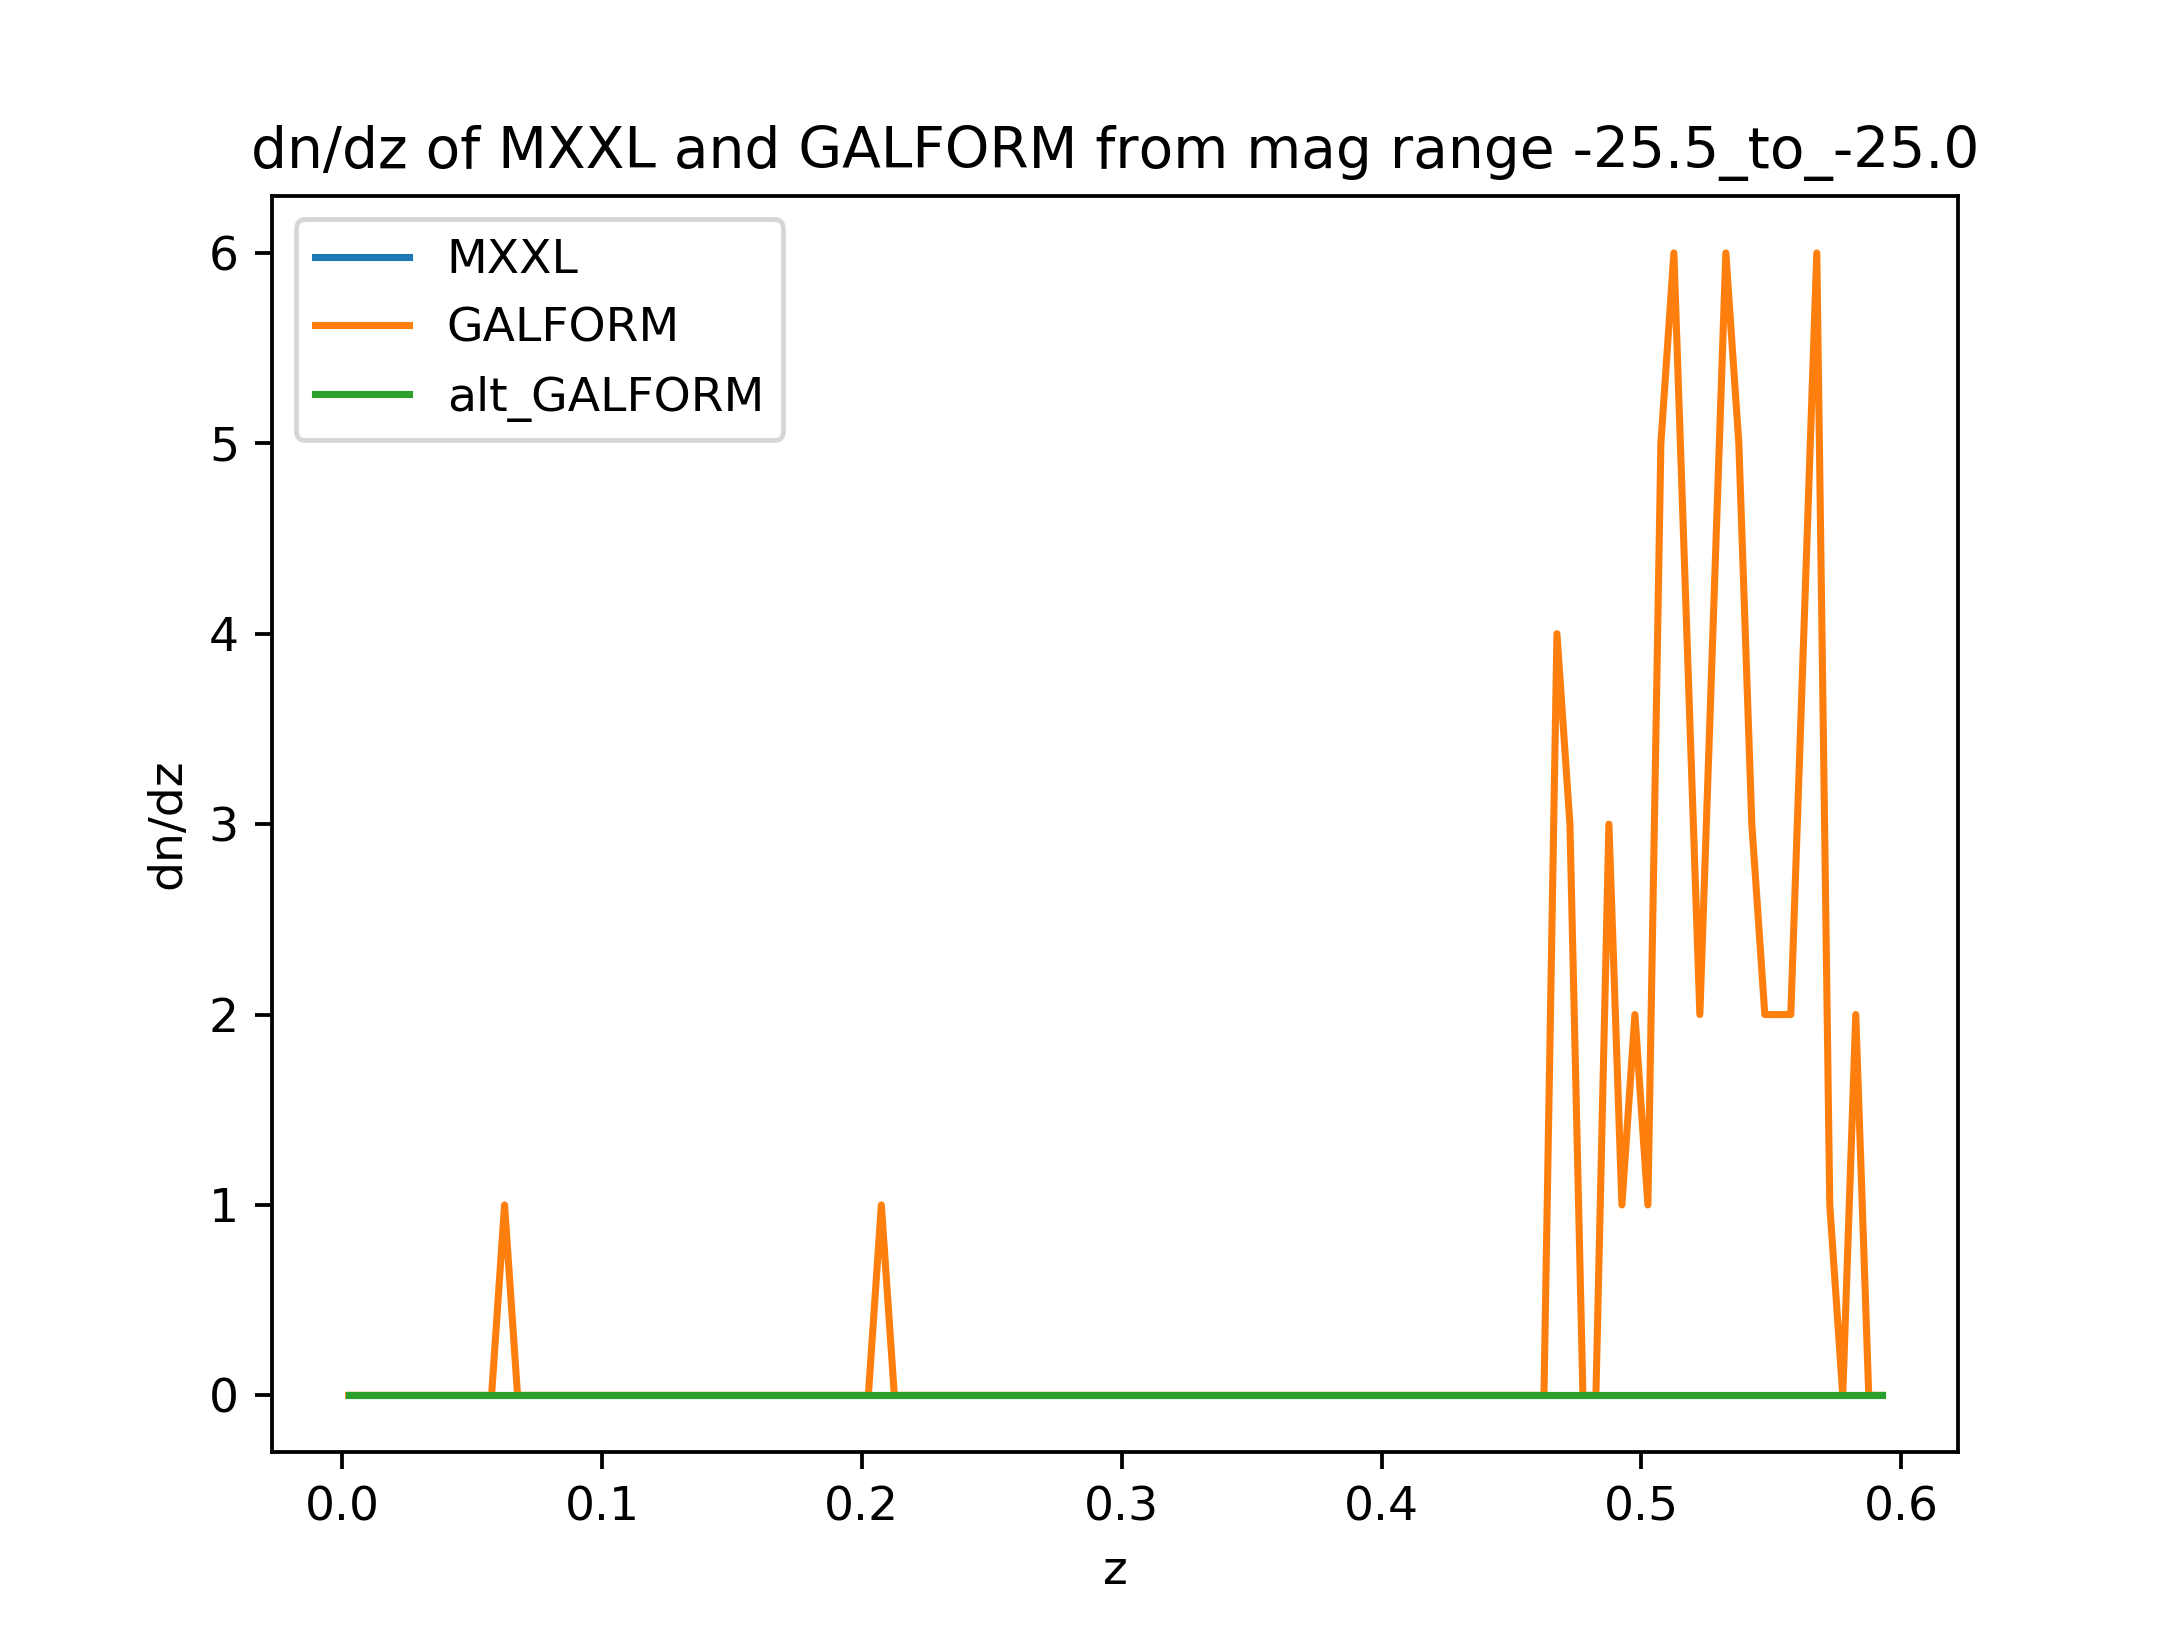 dn/dz of MXXL and GALFORM from mag range -25.5_to_-25.0
MXXL
GALFORM
alt_GALFORM
6
5
4
3
2
1
0
dn/dz
0.0 0.1 0.2 0.3 0.4 0.5 0.6
z